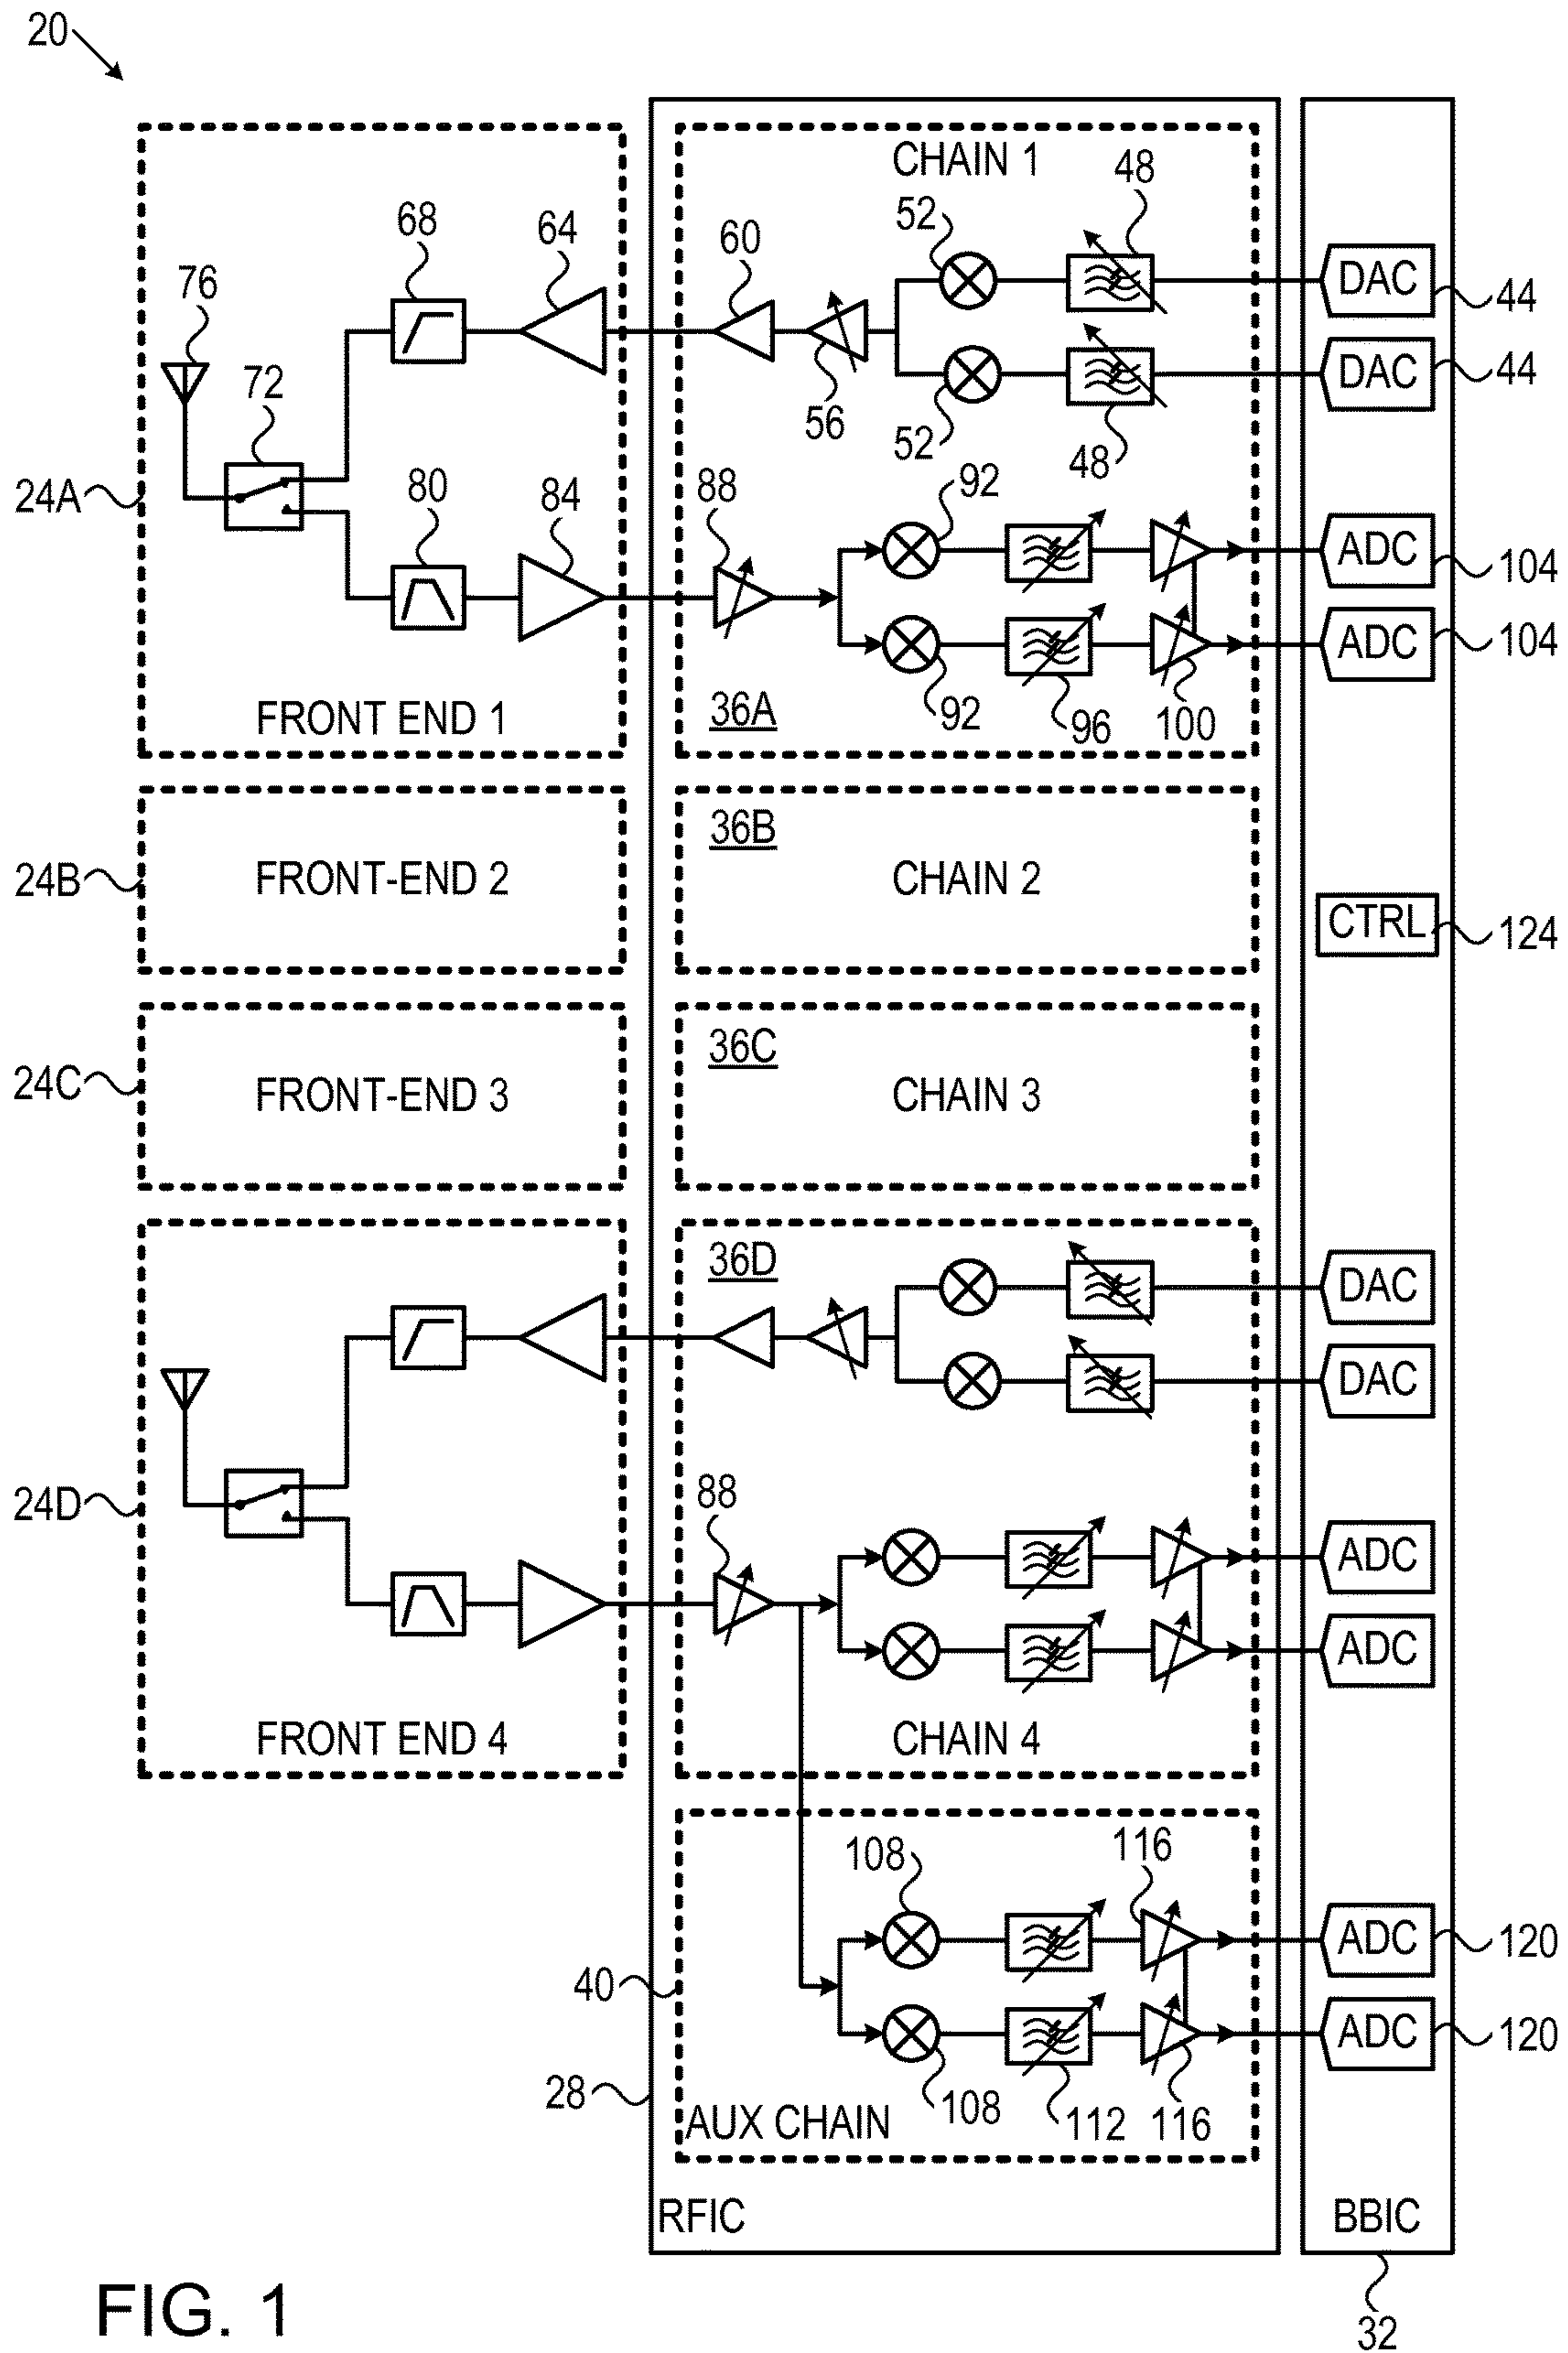 20
CHAIN 1
48
52
68
64
60
76
DAC
44
72
DAC
44
56
52
48
24A
80
84
88
92
ADC
104
ADC
104
36A
92
96
100
FRONT END 1
36B
24B
FRONT-END 2
CHAIN 2
CTRL
124
36C
24C
FRONT-END 3
CHAIN 3
36D
DAC
DAC
24D
88
ADC
ADC
FRONT END 4
CHAIN 4
108
116
ADC
120
40
ADC
120
28
108
112
116
AUX CHAIN
RFIC
BBIC
32
FIG. 1